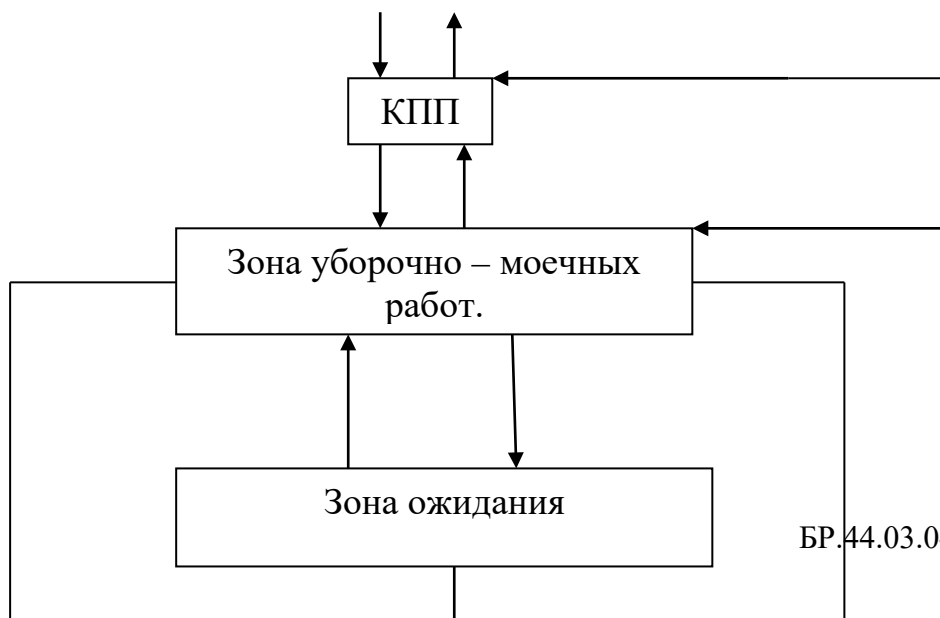 КПП
Зона уборочно – моечных
работ.
Зона ожидания
БР.44.03.0